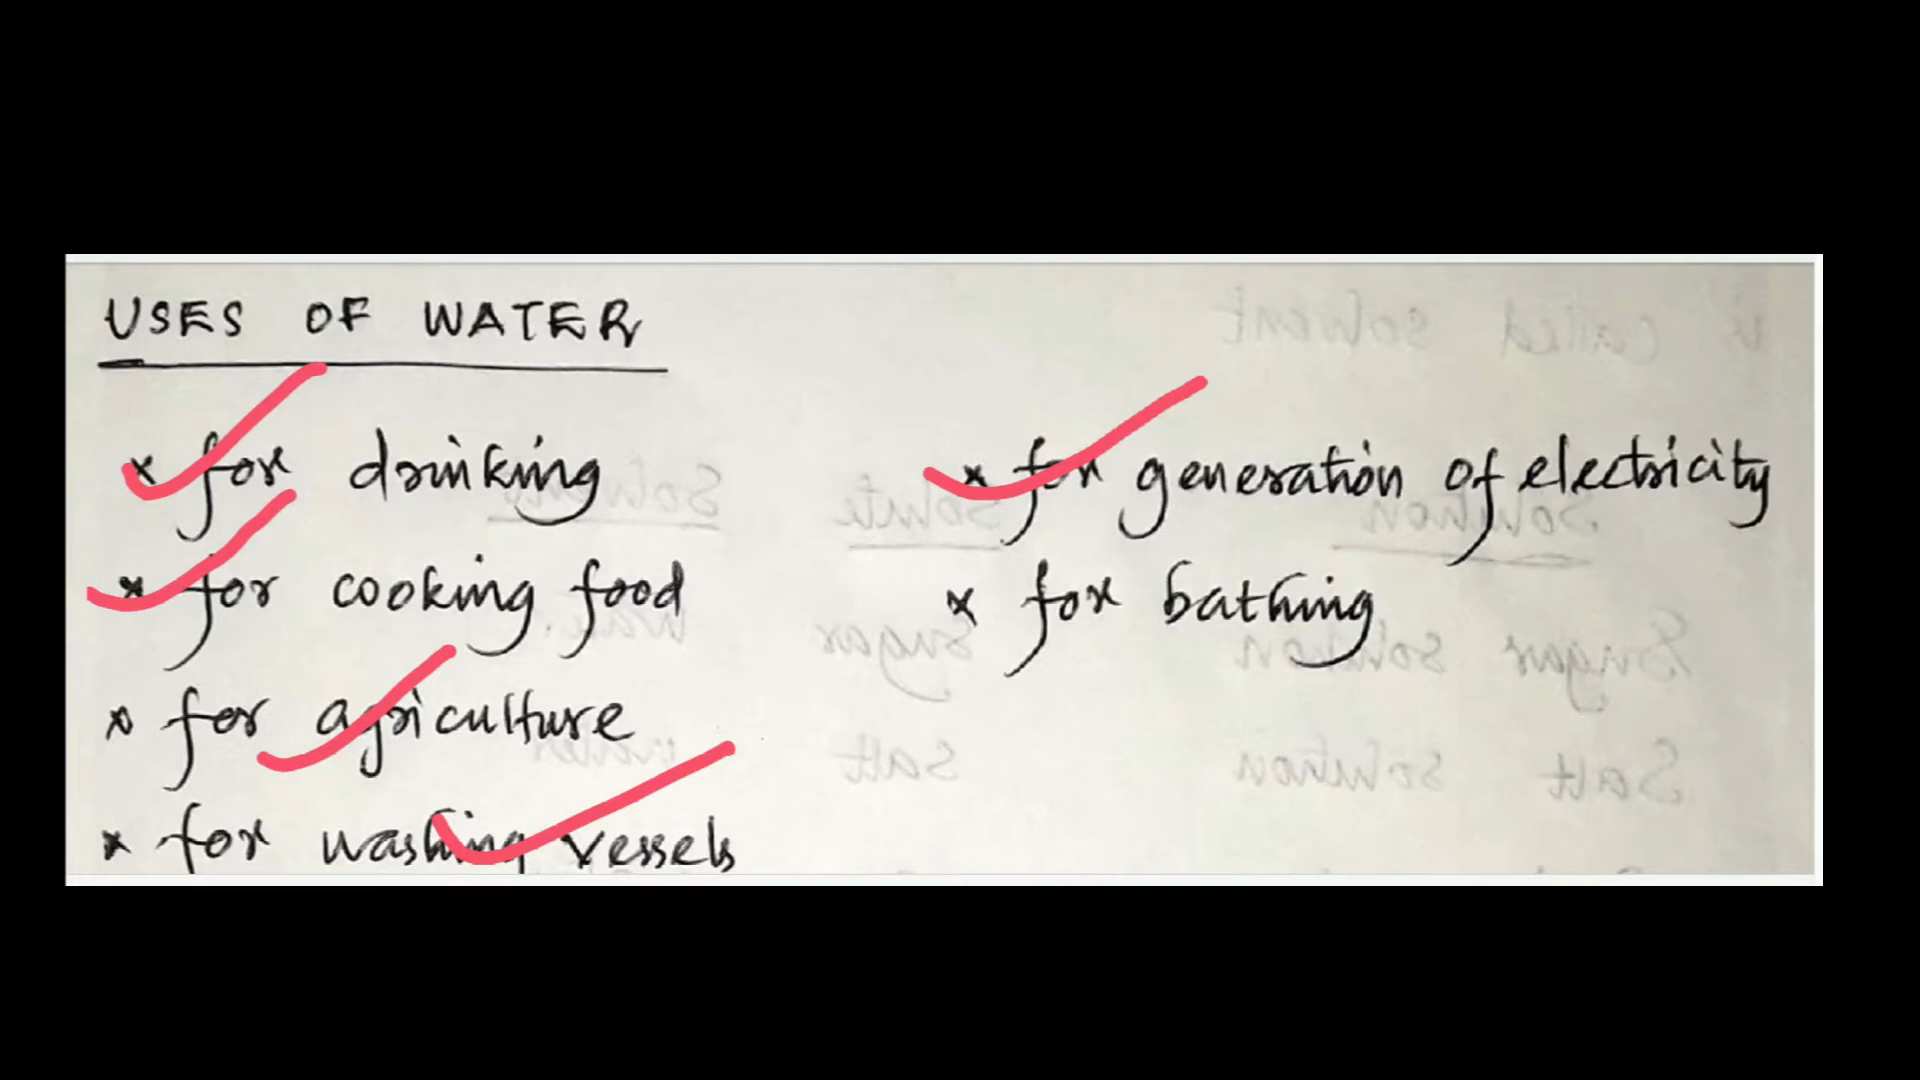 USES OF WATER
x for drinking
x for cooking food
x for agriculture
x for washing vessels
x for generation of electricity
x for bathing